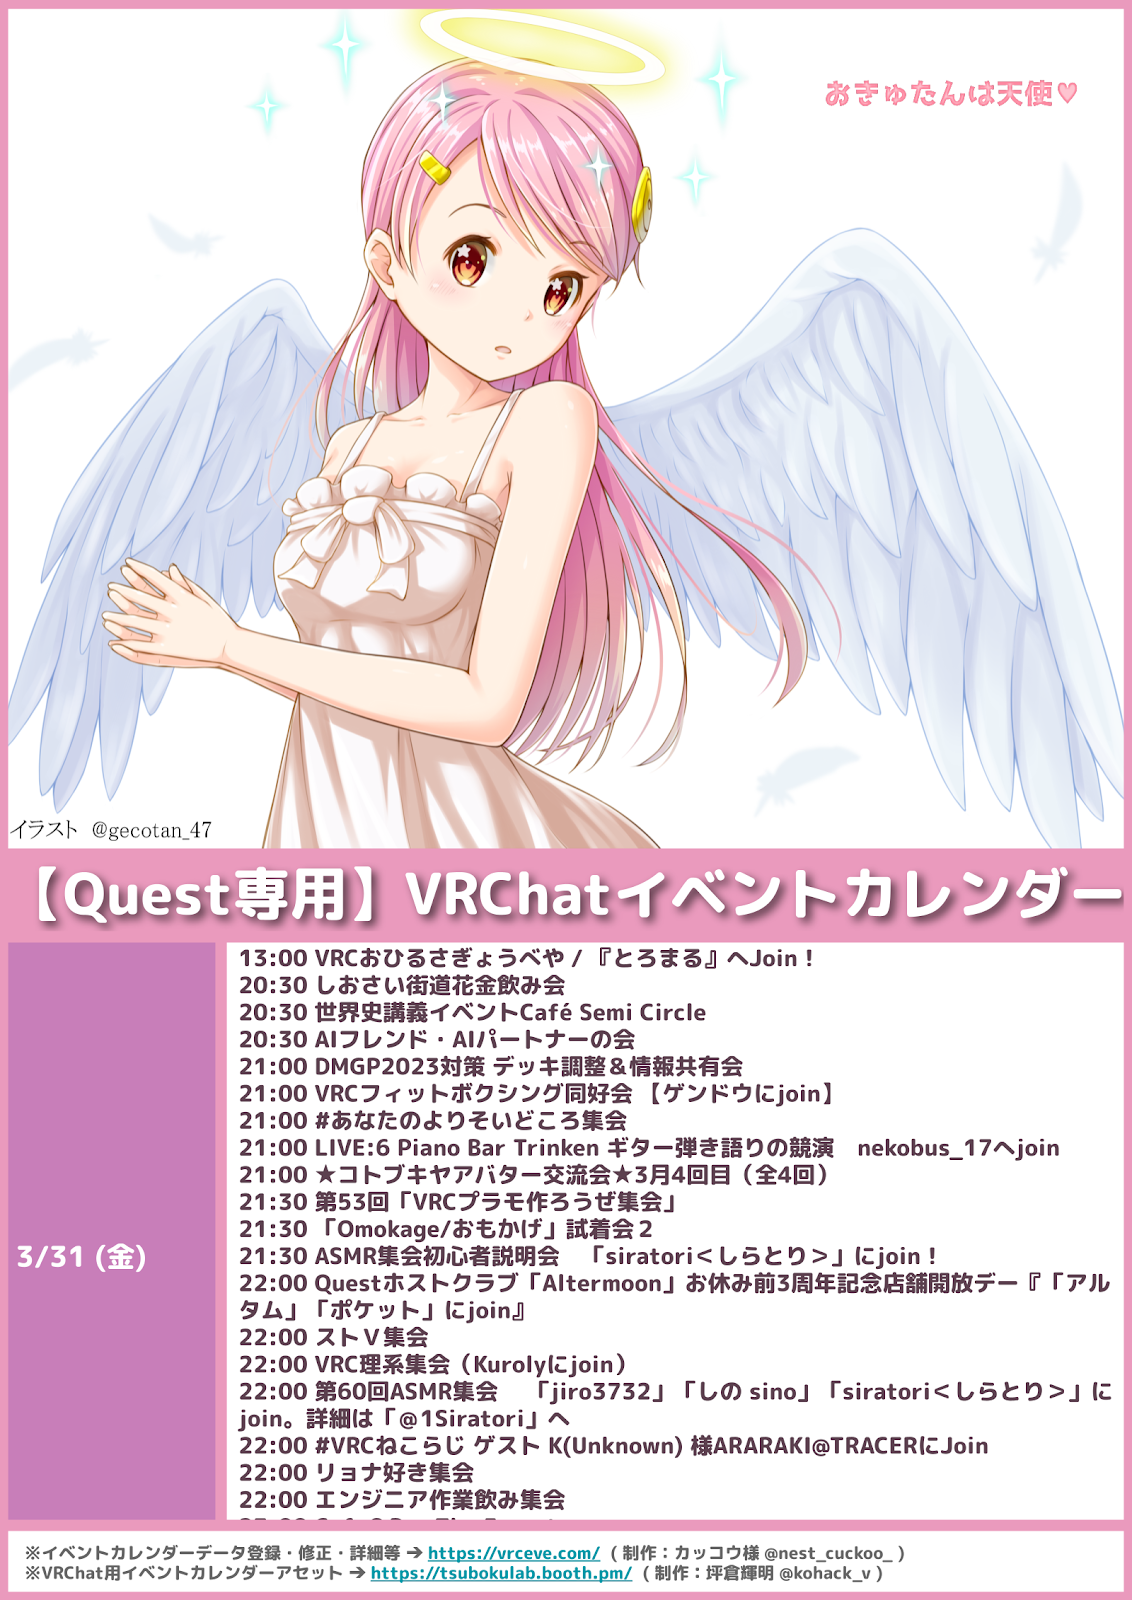 おきゅたんは天使♥
イラスト @gecotan_47
【Quest専用】VRChatイベントカレンダー
3/31 (金)
13:00 VRCおひるさぎょうべや / 『とろまる』へJoin！
20:30 しおさい街道花金飲み会
20:30 世界史講義イベントCafé Semi Circle
20:30 AIフレンド・AIパートナーの会
21:00 DMGP2023対策 デッキ調整＆情報共有会
21:00 VRCフィットボクシング同好会 【ゲンドウにjoin】
21:00 #あなたのよりそいどころ集会
21:00 LIVE:6 Piano Bar Trinken ギター弾き語りの競演　nekobus_17へjoin
21:00 ★コトブキヤアバター交流会★3月4回目（全4回）
21:30 第53回「VRCプラモ作ろうぜ集会」
21:30 「Omokage/おもかげ」試着会２
21:30 ASMR集会初心者説明会　「siratori＜しらとり＞」にjoin！
22:00 Questホストクラブ「Altermoon」お休み前3周年記念店舗開放デー『「アル
タム」「ポケット」にjoin』
22:00 ストＶ集会
22:00 VRC理系集会（Kurolyにjoin）
22:00 第60回ASMR集会　「jiro3732」「しの sino」「siratori＜しらとり＞」に
join。詳細は「@1Siratori」へ
22:00 #VRCねこらじ ゲスト K(Unknown) 様ARARAKI@TRACERにJoin
22:00 リョナ好き集会
22:00 エンジニア作業飲み集会
※イベントカレンダーデータ登録・修正・詳細等 ➔ https://vrceve.com/ ( 制作：カッコウ様 @nest_cuckoo_ )
※VRChat用イベントカレンダーアセット ➔ https://tsubokulab.booth.pm/ ( 制作：坪倉輝明 @kohack_v )